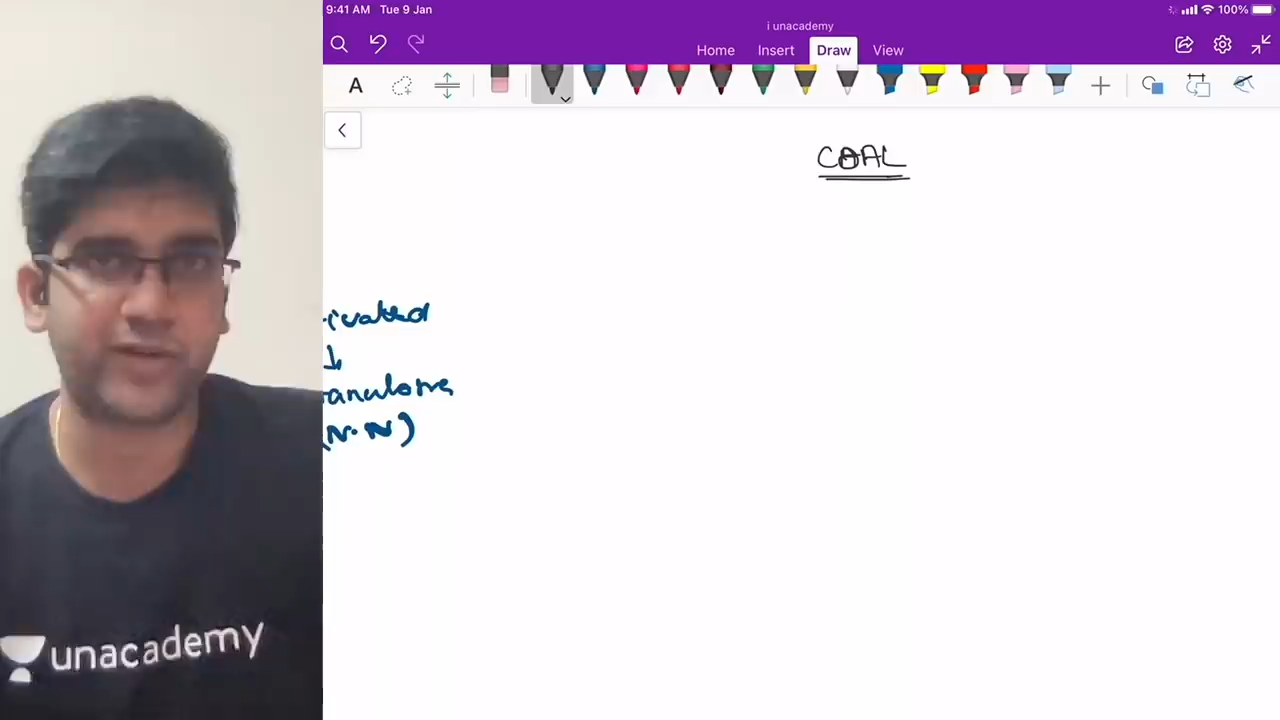 9:41 AM Tue 9 Jan
100%
i unacademy
Home Insert Draw View
A
COAL
(N.N)
unacademy